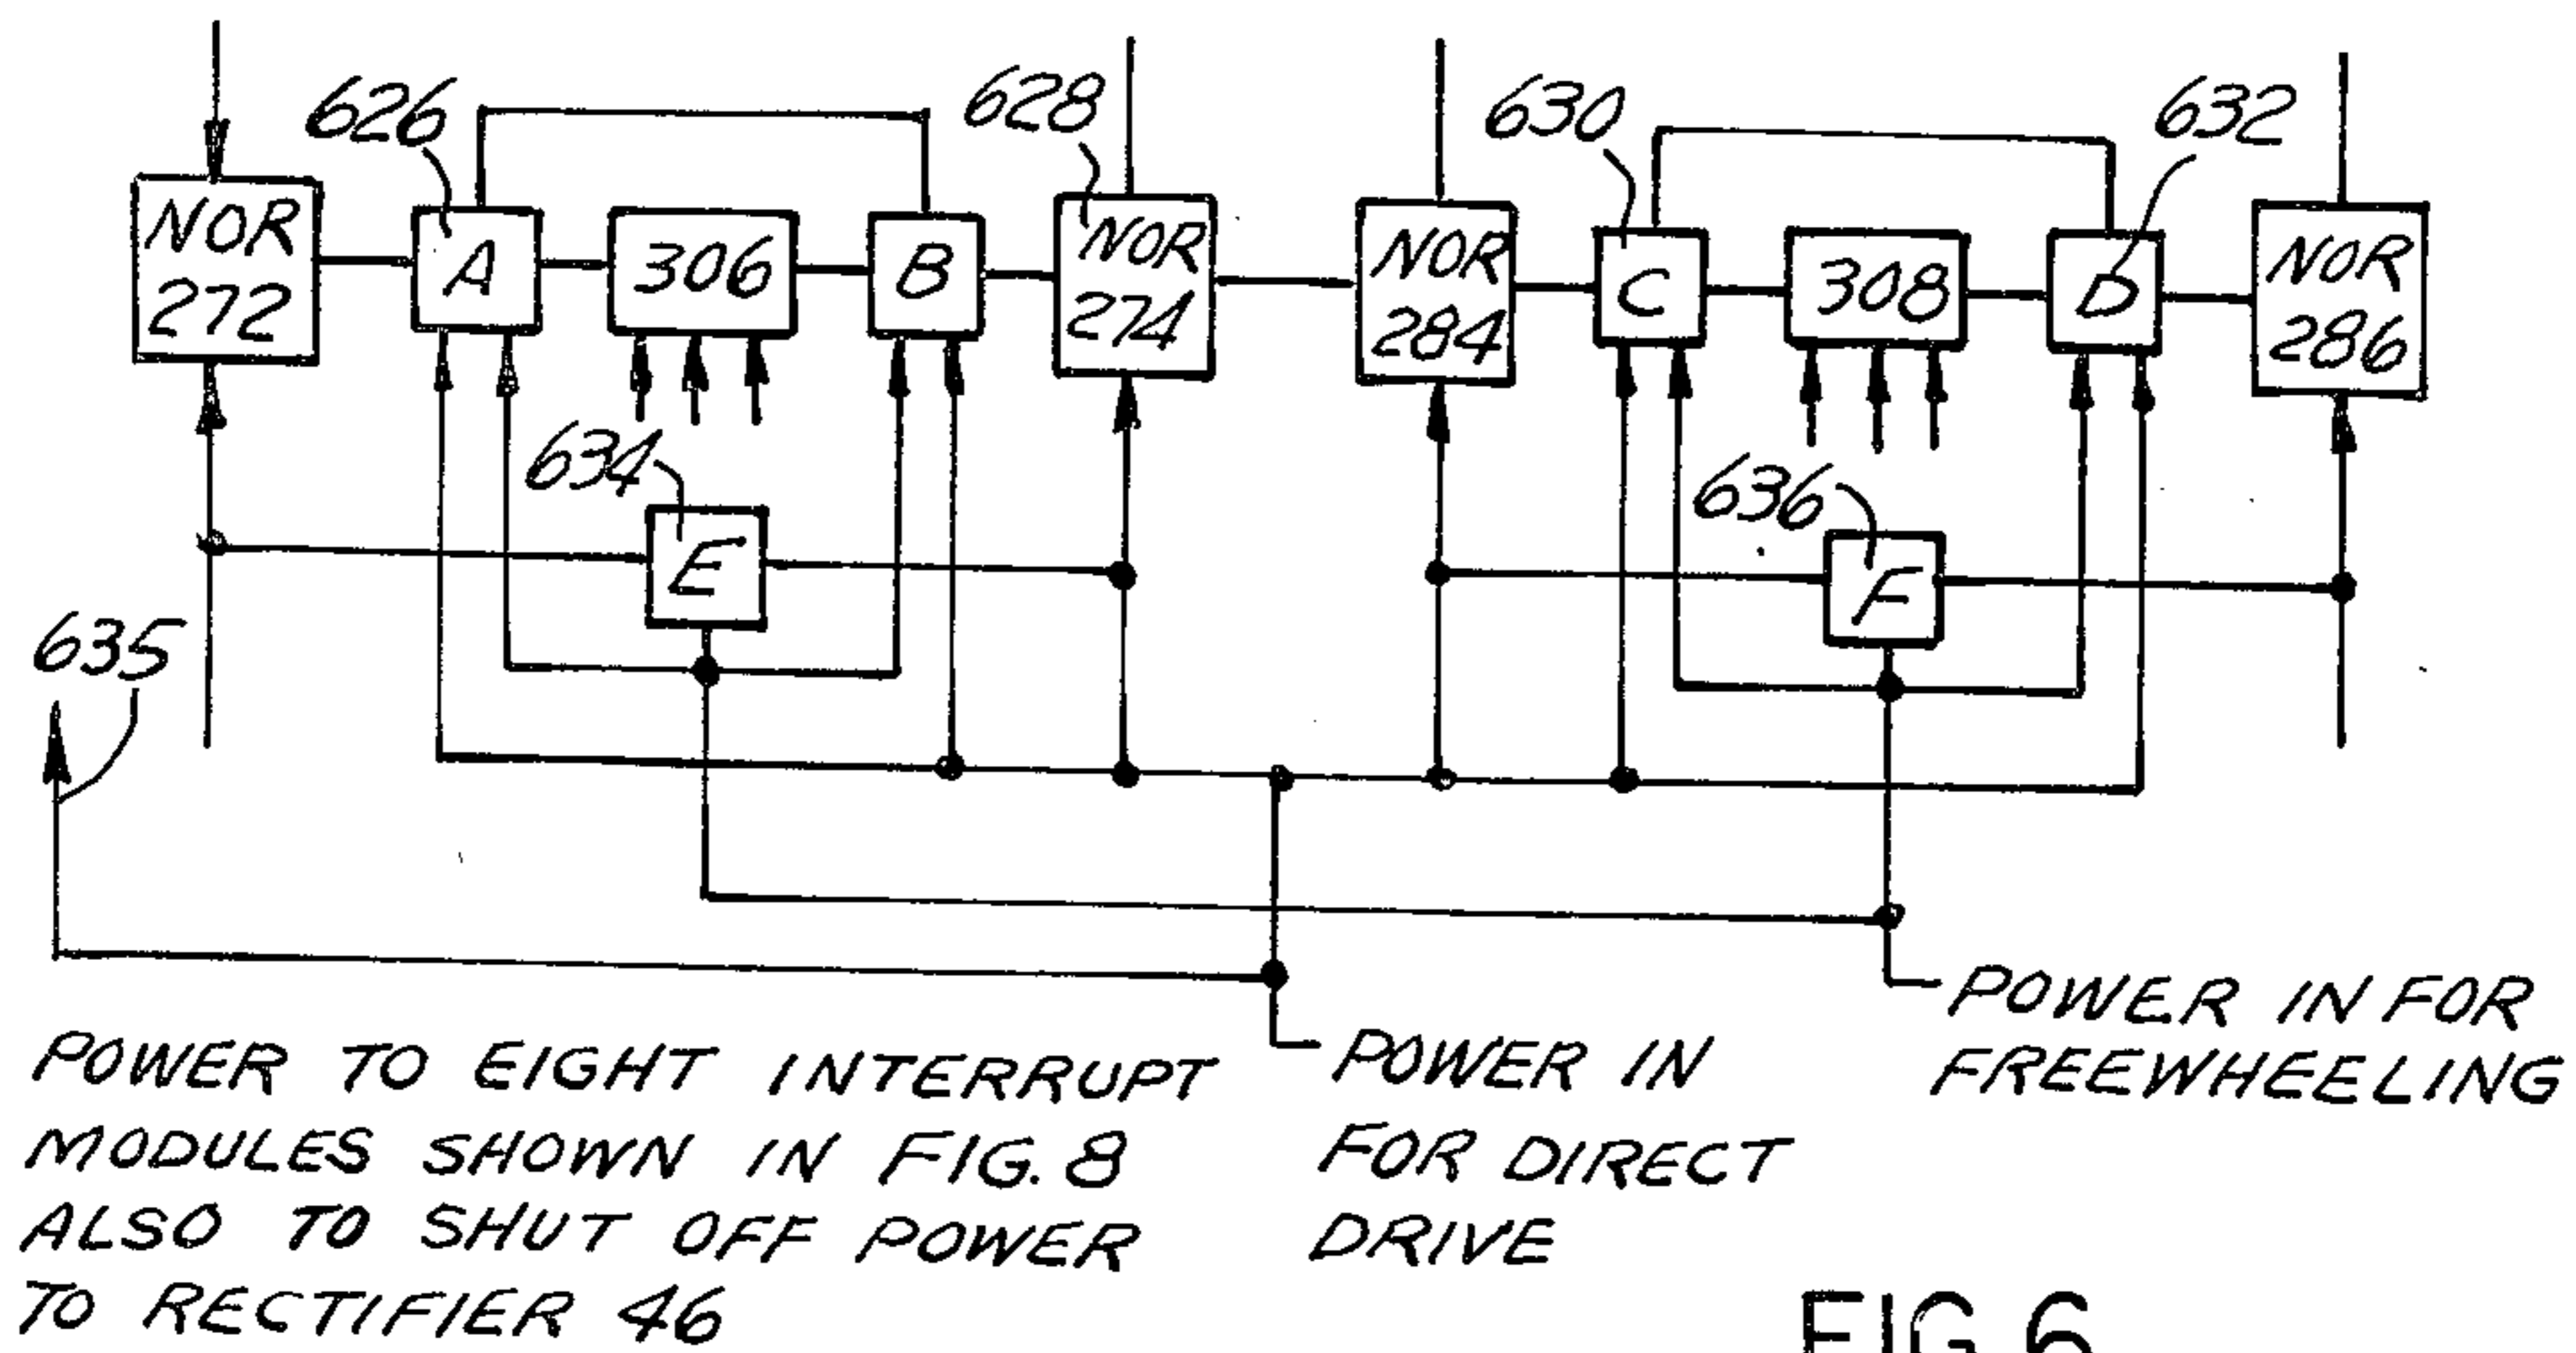 626
628
630
632
NOR
272
A
306
B
NOR
274
NOR
284
C
308
D
NOR
286
634
E
636
F
635
POWER IN FOR
FREEWHEELING
POWER IN
FOR DIRECT
DRIVE
POWER TO EIGHT INTERRUPT
MODULES SHOWN IN FIG. 8
ALSO TO SHUT OFF POWER
TO RECTIFIER 46
FIG 6